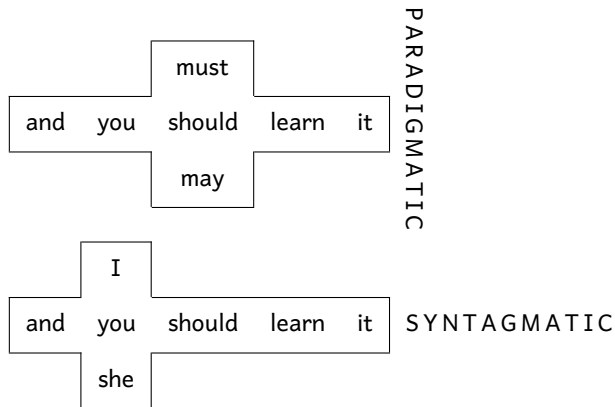 PARADIGMATIC
must
and you should learn it
may
I
and you should learn it SYNTAGMATIC
she